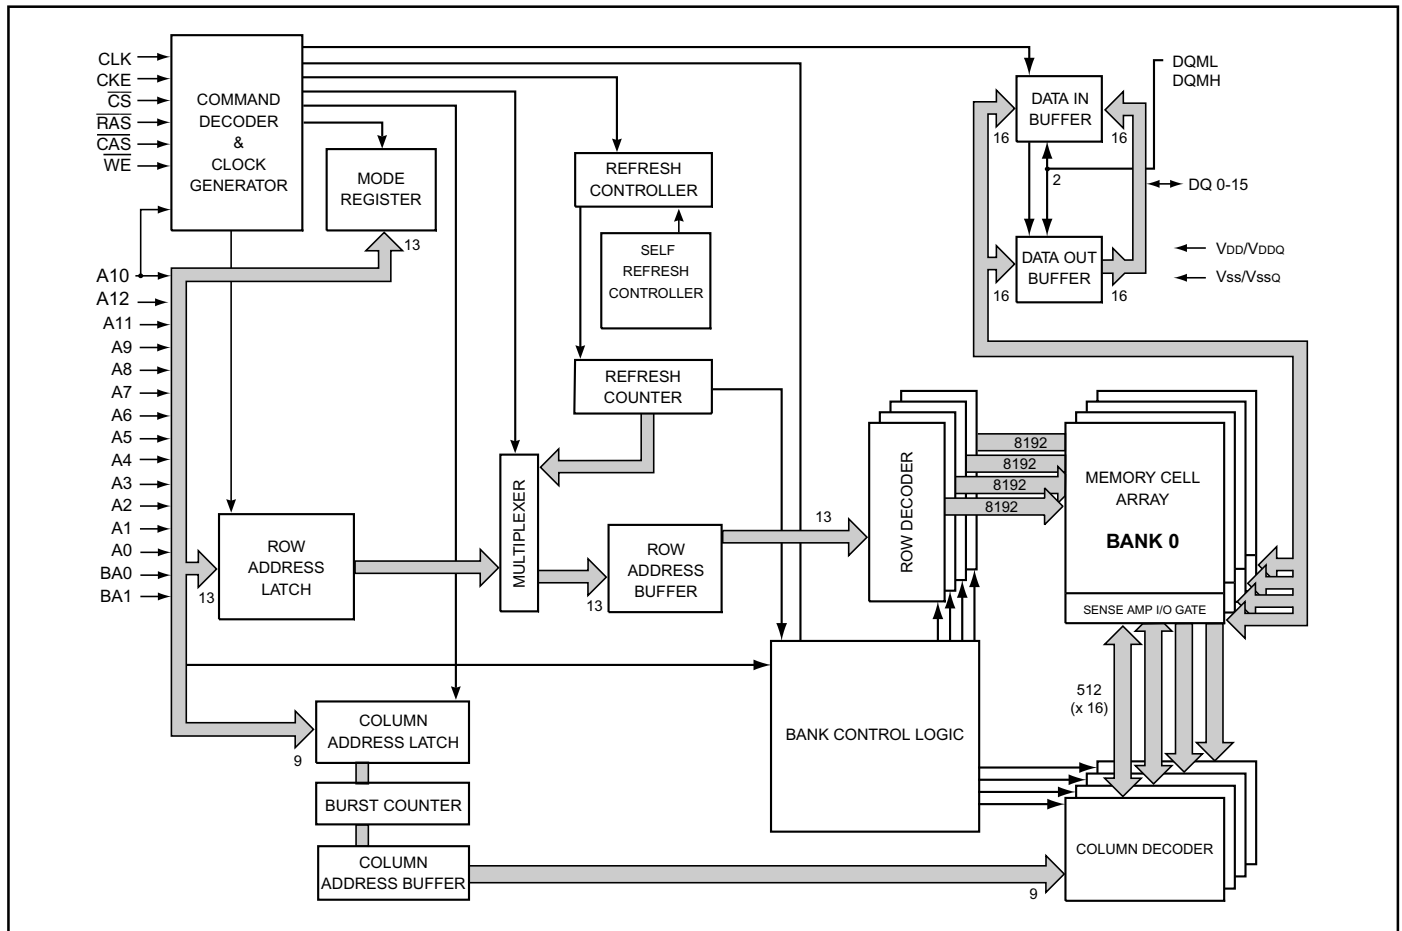 CLK
CKE
CS
RAS
CAS
WE
COMMAND
DECODER
&
CLOCK
GENERATOR
MODE
REGISTER
13
REFRESH
CONTROLLER
SELF
REFRESH
CONTROLLER
REFRESH
COUNTER
DATA IN
BUFFER
16
16
DQML
DQMH
2
DQ 0-15
DATA OUT
BUFFER
16
16
VDD/VDDQ
Vss/VssQ
A10
A12
A11
A9
A8
A7
A6
A5
A4
A3
A2
A1
A0
BA0
BA1
13
ROW
ADDRESS
LATCH
MULTIPLEXER
13
ROW
ADDRESS
BUFFER
13
ROW DECODER
8192
8192
8192
8192
MEMORY CELL
ARRAY
BANK 0
SENSE AMP I/O GATE
512
(x 16)
BANK CONTROL LOGIC
9
COLUMN
ADDRESS LATCH
BURST COUNTER
COLUMN
ADDRESS BUFFER
9
COLUMN DECODER